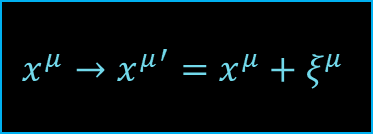 x^μ → x^μ′ = x^μ + ξ^μ